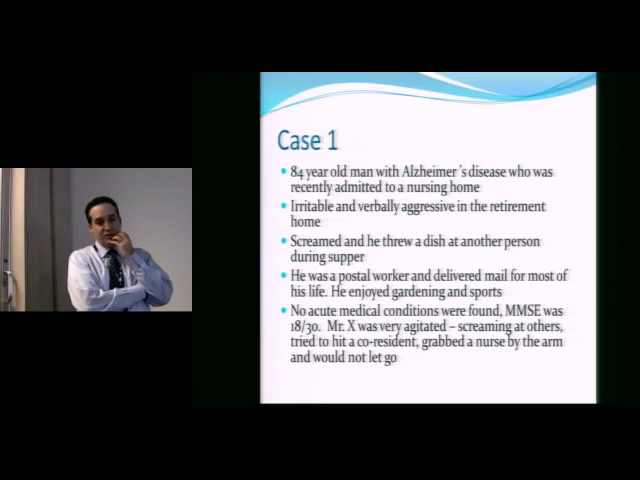 Case 1
• 84 year old man with Alzheimer's disease who was
recently admitted to a nursing home
• Irritable and verbally aggressive in the retirement
home
• Screamed and he threw a dish at another person
during supper
• He was a postal worker and delivered mail for most of
his life. He enjoyed gardening and sports
• No acute medical conditions were found, MMSE was
18/30. Mr. X was very agitated – screaming at others,
tried to hit a co-resident, grabbed a nurse by the arm
and would not let go